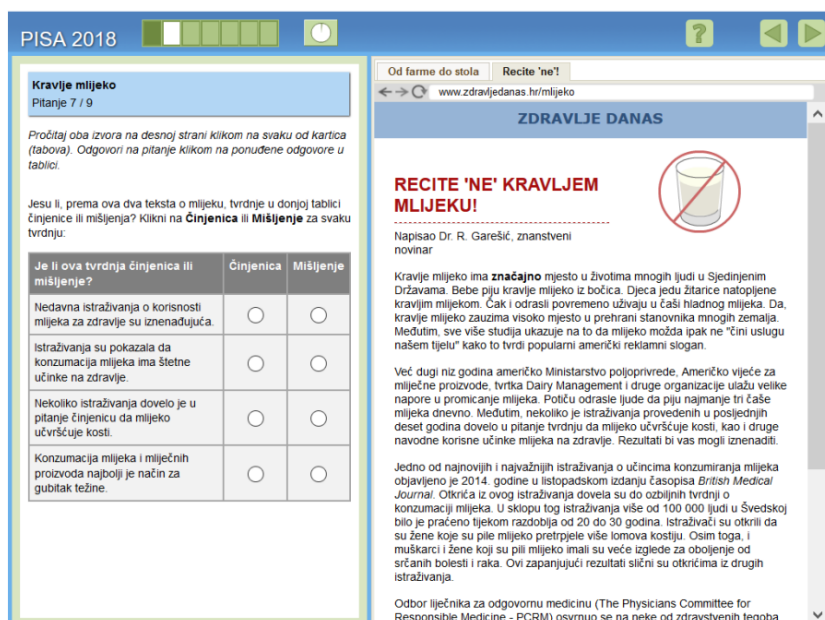 PISA 2018
?
Kravlje mlijeko
Pitanje 7 / 9
Pročitaj oba izvora na desnoj strani klikom na svaku od kartica
(tabova). Odgovori na pitanje klikom na ponuđene odgovore u
tablici.
Jesu li, prema ova dva teksta o mlijeku, tvrdnje u donjoj tablici
činjenice ili mišljenja? Klikni na Činjenica ili Mišljenje za svaku
tvrdnju:
Je li ova tvrdnja činjenica ili
mišljenje?
Činjenica
Mišljenje
Nedavna istraživanja o korisnosti
mlijeka za zdravlje su iznenađujuća.
Istraživanja su pokazala da
konzumacija mlijeka ima štetne
učinke na zdravlje.
Nekoliko istraživanja dovelo je u
pitanje činjenicu da mlijeko
učvršćuje kosti.
Konzumacija mlijeka i mliječnih
proizvoda najbolji je način za
gubitak težine.
Od farme do stola
Recite 'ne'!
www.zdravljedanas.hr/mlijeko
ZDRAVLJE DANAS
RECITE 'NE' KRAVLJEM
MLIJEKU!
Napisao Dr. R. Garešić, znanstveni
novinar
Kravlje mlijeko ima značajno mjesto u životima mnogih ljudi u Sjedinjenim
Državama. Bebe piju kravlje mlijeko iz bočica. Djeca jedu žitarice natopljene
kravljim mlijekom. Čak i odrasli povremeno uživaju u čaši hladnog mlijeka. Da,
kravlje mlijeko zauzima visoko mjesto u prehrani stanovnika mnogih zemalja.
Međutim, sve više studija ukazuje na to da mlijeko možda ipak ne "čini uslugu
našem tijelu" kako to tvrdi popularni američki reklamni slogan.
Već dugi niz godina američko Ministarstvo poljoprivrede, Američko vijeće za
mliječne proizvode, tvrtka Dairy Management i druge organizacije ulažu velike
napore u promicanje mlijeka. Potiču odrasle ljude da piju najmanje tri čaše
mlijeka dnevno. Međutim, nekoliko je istraživanja provedenih u posljednjih
deset godina dovelo u pitanje tvrdnju da mlijeko učvršćuje kosti, kao i druge
navodne korisne učinke mlijeka na zdravlje. Rezultati bi vas mogli iznenaditi.
Jedno od najnovijih i najvažnijih istraživanja o učincima konzumiranja mlijeka
objavljeno je 2014. godine u listopadskom izdanju časopisa British Medical
Journal. Otkrića iz ovog istraživanja dovela su do ozbiljnih tvrdnji o
konzumaciji mlijeka. U sklopu tog istraživanja više od 100 000 ljudi u Švedskoj
bilo je praćeno tijekom razdoblja od 20 do 30 godina. Istraživači su otkrili da
su žene koje su pile mlijeko pretrpjele više lomova kostiju. Osim toga, i
muškarci i žene koji su pili mlijeko imali su veće izglede za oboljenje od
srčanih bolesti i raka. Ovi zapanjujući rezultati slični su otkrićima iz drugih
istraživanja.
Odbor liječnika za odgovornu medicinu (The Physicians Committee for
Responsible Medicine - PCRM) osvrnuo se na neke od zdravstvenih tegoba